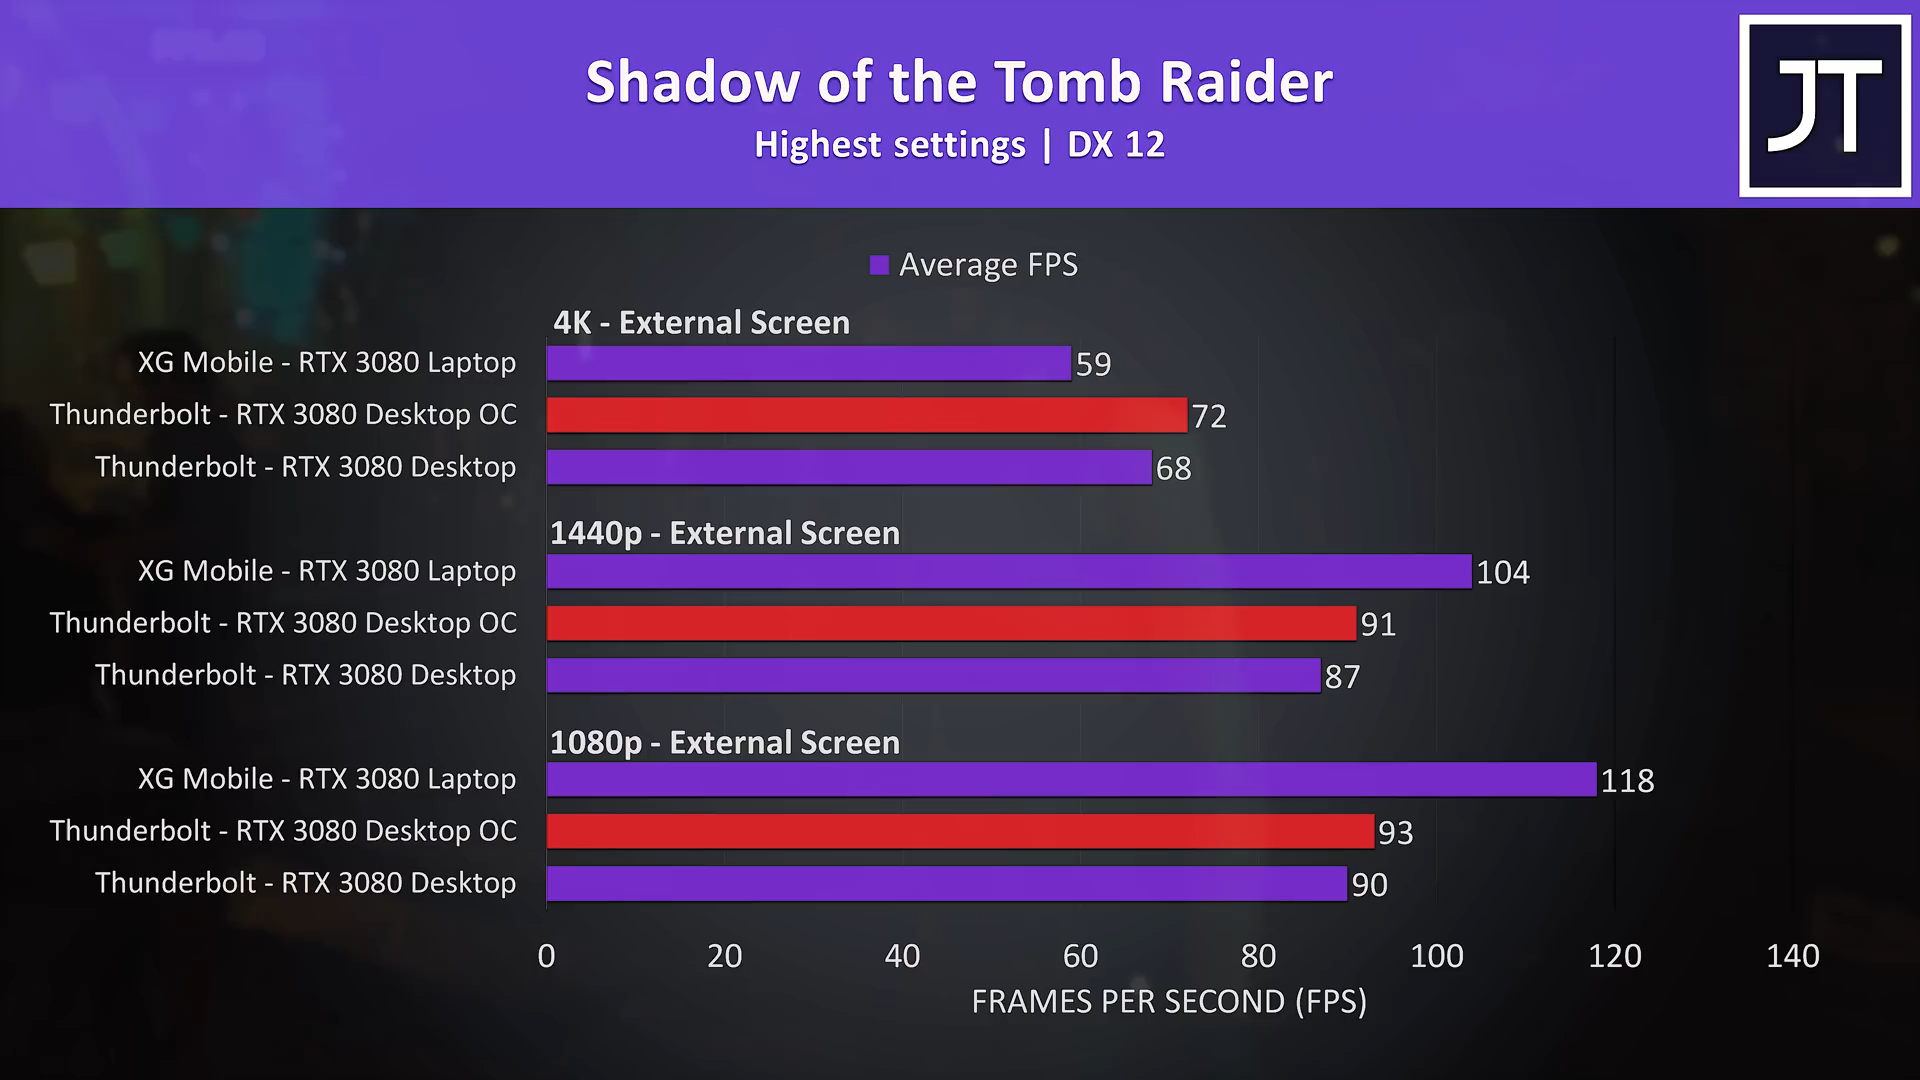 Shadow of the Tomb Raider
Highest settings | DX 12
JT
Average FPS
4K - External Screen
XG Mobile - RTX 3080 Laptop 59
Thunderbolt - RTX 3080 Desktop OC 72
Thunderbolt - RTX 3080 Desktop 68
1440p - External Screen
XG Mobile - RTX 3080 Laptop 104
Thunderbolt - RTX 3080 Desktop OC 91
Thunderbolt - RTX 3080 Desktop 87
1080p - External Screen
XG Mobile - RTX 3080 Laptop 118
Thunderbolt - RTX 3080 Desktop OC 93
Thunderbolt - RTX 3080 Desktop 90
0 20 40 60 80 100 120 140
FRAMES PER SECOND (FPS)